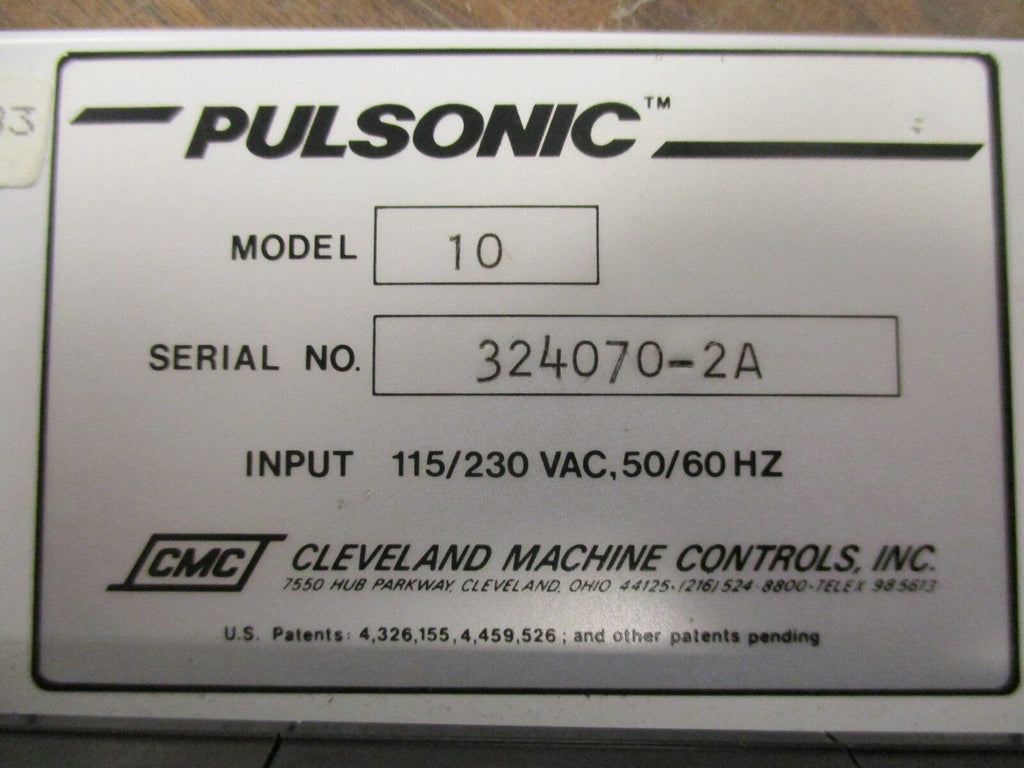 PULSONIC™
MODEL 10
SERIAL NO. 324070-2A
INPUT 115/230 VAC, 50/60 HZ
CMC CLEVELAND MACHINE CONTROLS, INC.
7550 HUB PARKWAY, CLEVELAND, OHIO 44125·(216) 524-8800·TELEX
U.S. Patents: 4,326,155, 4,459,526; and other patents pending